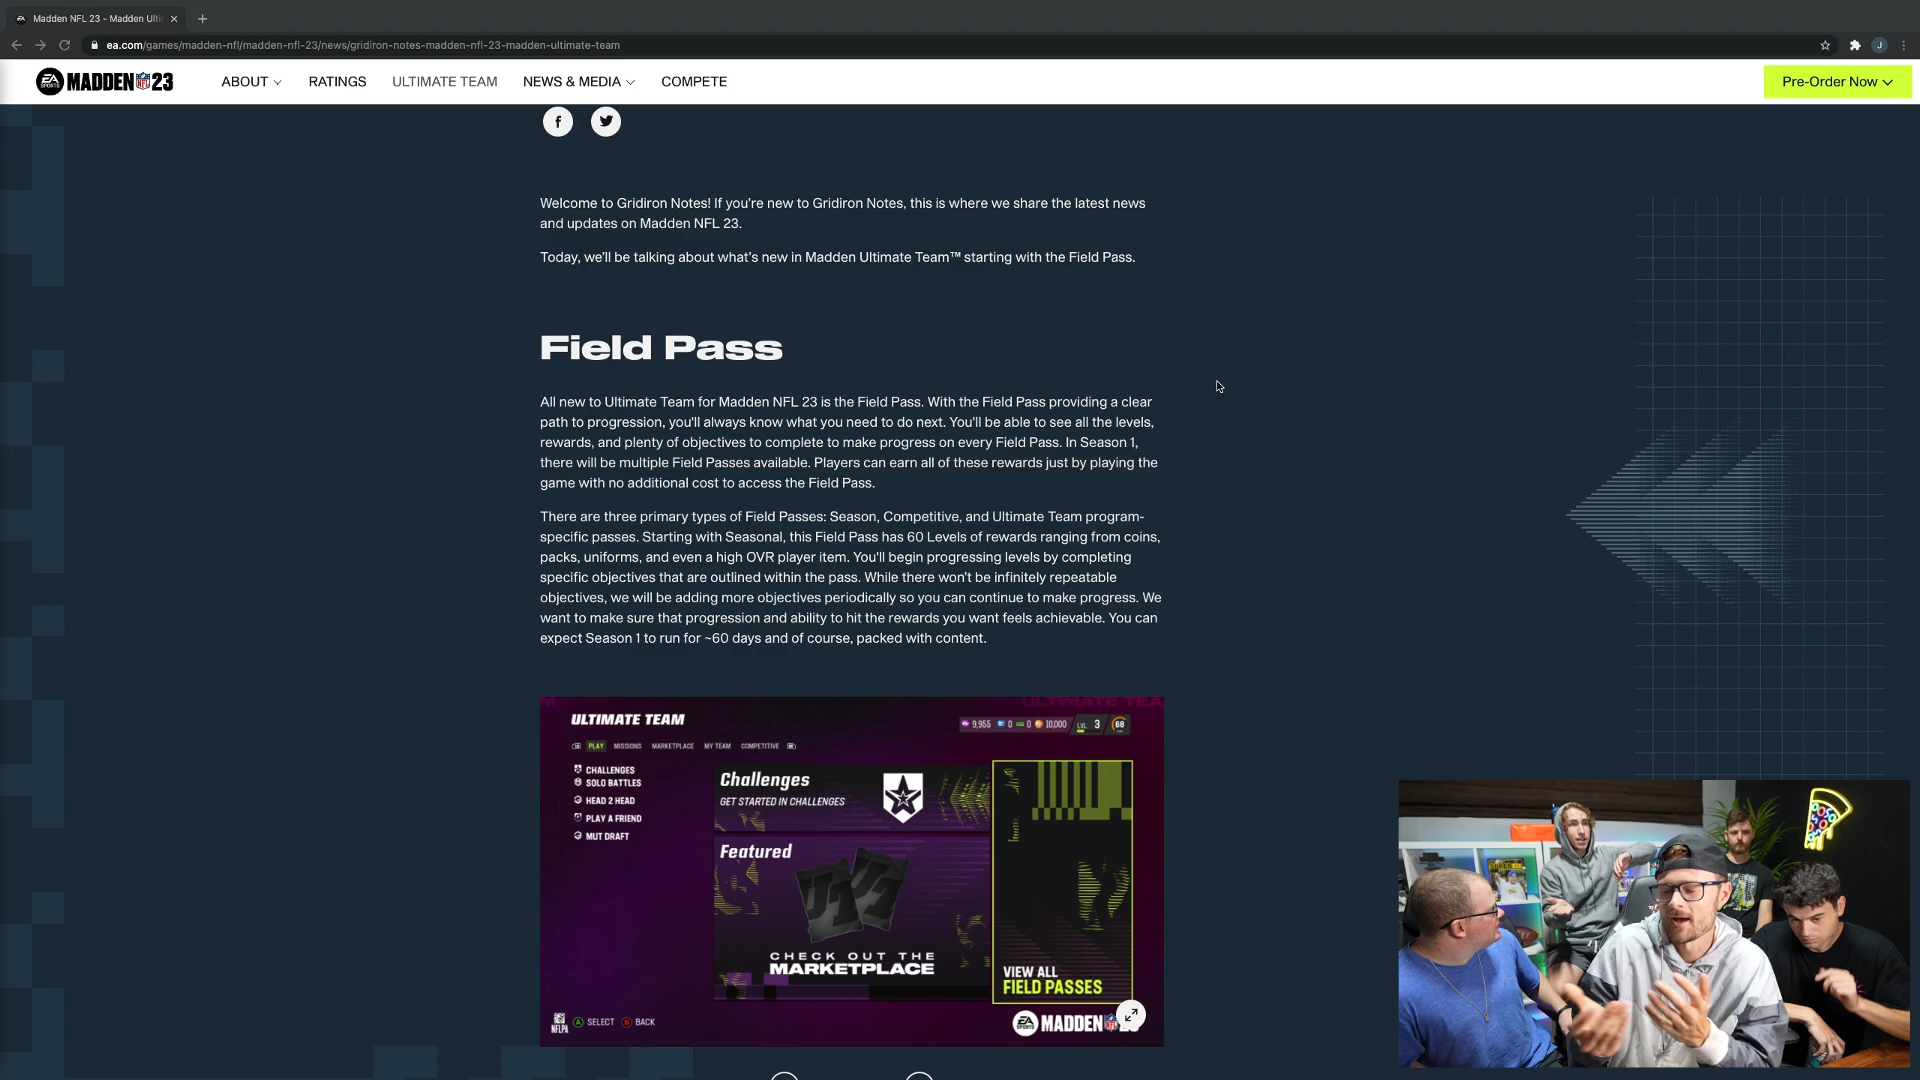 Madden NFL 23 - Madden Ulti
ea.com/games/madden-nfl/madden-nfl-23/news/gridiron-notes-madden-nfl-23-madden-ultimate-team
J
EA SPORTS MADDEN NFL 23
ABOUT
RATINGS
ULTIMATE TEAM
NEWS & MEDIA
COMPETE
Pre-Order Now
Welcome to Gridiron Notes! If you're new to Gridiron Notes, this is where we share the latest news
and updates on Madden NFL 23.
Today, we'll be talking about what's new in Madden Ultimate Team™ starting with the Field Pass.
Field Pass
All new to Ultimate Team for Madden NFL 23 is the Field Pass. With the Field Pass providing a clear
path to progression, you'll always know what you need to do next. You'll be able to see all the levels,
rewards, and plenty of objectives to complete to make progress on every Field Pass. In Season 1,
there will be multiple Field Passes available. Players can earn all of these rewards just by playing the
game with no additional cost to access the Field Pass.
There are three primary types of Field Passes: Season, Competitive, and Ultimate Team program-
specific passes. Starting with Seasonal, this Field Pass has 60 Levels of rewards ranging from coins,
packs, uniforms, and even a high OVR player item. You'll begin progressing levels by completing
specific objectives that are outlined within the pass. While there won't be infinitely repeatable
objectives, we will be adding more objectives periodically so you can continue to make progress. We
want to make sure that progression and ability to hit the rewards you want feels achievable. You can
expect Season 1 to run for ~60 days and of course, packed with content.
ULTIMATE TEA
ULTIMATE TEAM
9,955 0 0 10,000 LVL 3 68
PLAY MISSIONS MARKETPLACE MY TEAM COMPETITIVE
CHALLENGES
SOLO BATTLES
HEAD 2 HEAD
PLAY A FRIEND
MUT DRAFT
Challenges
GET STARTED IN CHALLENGES
Featured
CHECK OUT THE
MARKETPLACE
VIEW ALL
FIELD PASSES
NFLPA A SELECT B BACK
EA SPORTS MADDEN